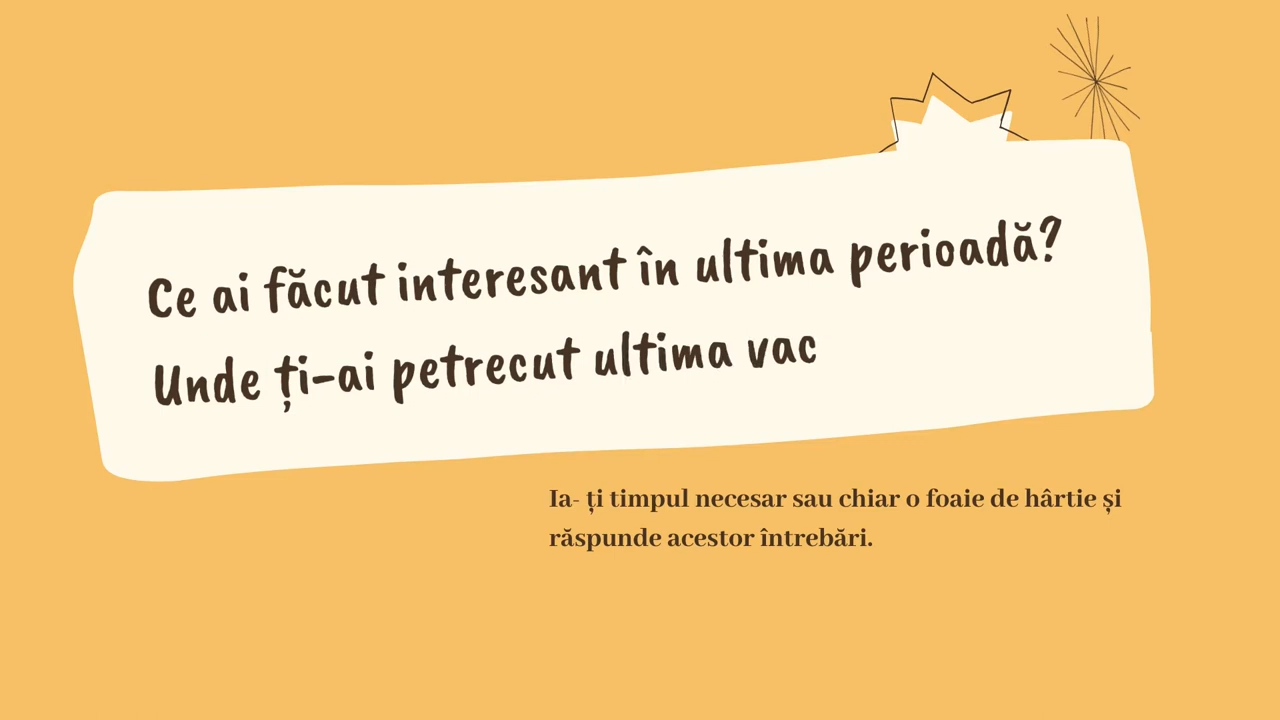 Ce ai făcut interesant în ultima perioadă?
Unde ți-ai petrecut ultima vac
Ia- ți timpul necesar sau chiar o foaie de hârtie și
răspunde acestor întrebări.